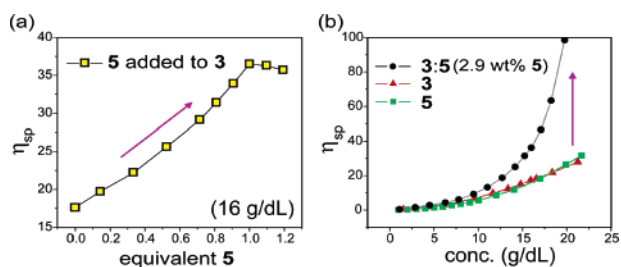 (a)
40
35
30
25
20
15
ηsp
5 added to 3
(16 g/dL)
0.0 0.2 0.4 0.6 0.8 1.0 1.2
equivalent 5
(b)
100
80
60
40
20
0
ηsp
3:5 (2.9 wt% 5)
3
5
0 5 10 15 20 25
conc. (g/dL)